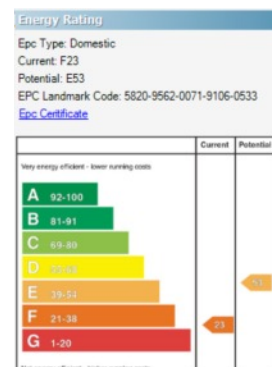 Energy Rating
Epc Type: Domestic
Current: F23
Potential: E53
EPC Landmark Code: 5820-9562-0071-9106-0533
Epc Certificate
Current Potential
Very energy efficient - lower running costs
A 92-100
B 81-91
C 69-80
D
E 39-54
53
F 21-38
23
G 1-20